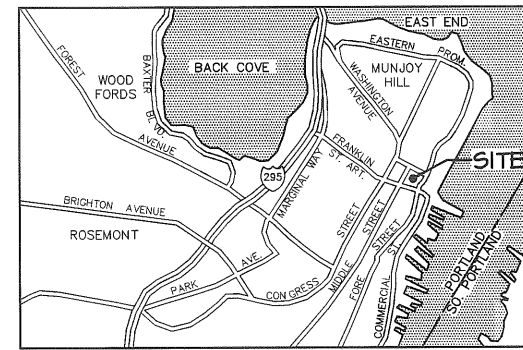 EAST END
EASTERN PROM.
MUNJOY
HILL
WASHINGTON
AVENUE
BACK COVE
FOREST
AVENUE
WOOD
FORDS
BAXTER
BLVD.
FRANKLIN
ST. ART
SITE
295
MARGINAL WAY
BRIGHTON AVENUE
ROSEMONT
PARK AVE.
CONGRESS STREET
MIDDLE STREET
FORE STREET
COMMERCIAL ST.
PORTLAND
SO. PORTLAND